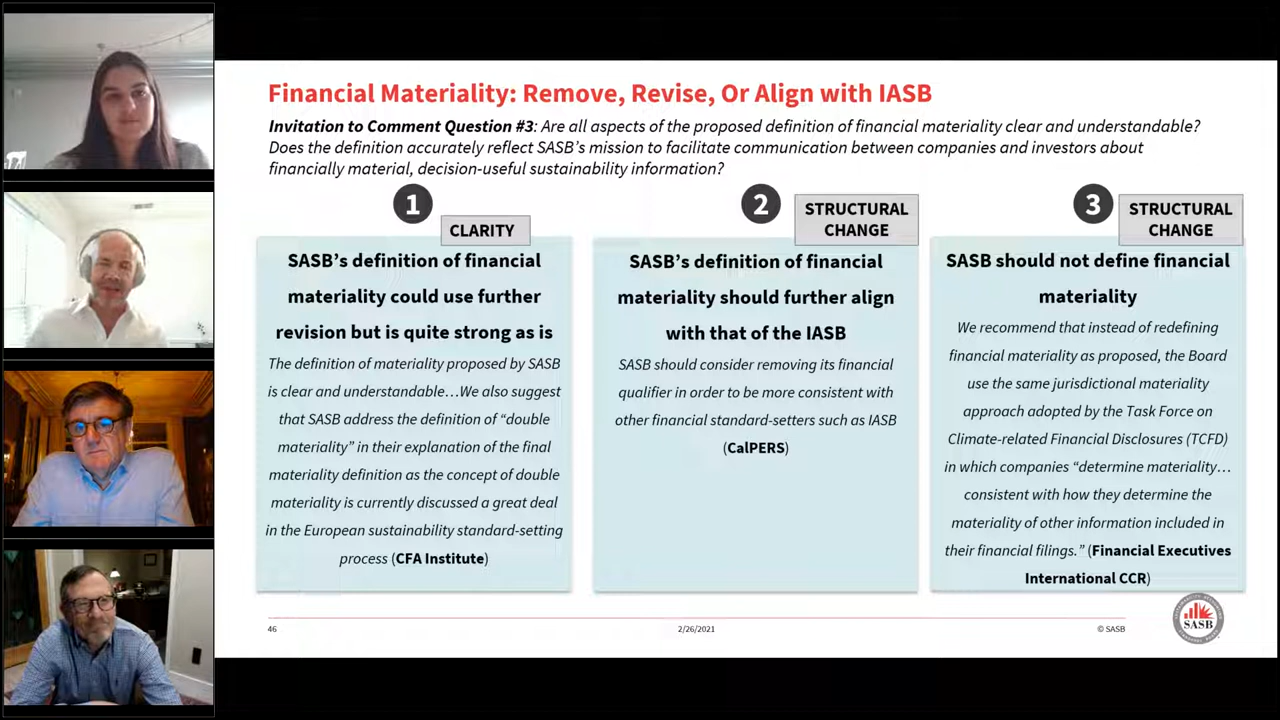 Financial Materiality: Remove, Revise, Or Align with IASB
Invitation to Comment Question #3: Are all aspects of the proposed definition of financial materiality clear and understandable?
Does the definition accurately reflect SASB’s mission to facilitate communication between companies and investors about
financially material, decision-useful sustainability information?
1
CLARITY
SASB’s definition of financial
materiality could use further
revision but is quite strong as is
The definition of materiality proposed by SASB
is clear and understandable…We also suggest
that SASB address the definition of “double
materiality” in their explanation of the final
materiality definition as the concept of double
materiality is currently discussed a great deal
in the European sustainability standard-setting
process (CFA Institute)
2
STRUCTURAL
CHANGE
SASB’s definition of financial
materiality should further align
with that of the IASB
SASB should consider removing its financial
qualifier in order to be more consistent with
other financial standard-setters such as IASB
(CalPERS)
3
STRUCTURAL
CHANGE
SASB should not define financial
materiality
We recommend that instead of redefining
financial materiality as proposed, the Board
use the same jurisdictional materiality
approach adopted by the Task Force on
Climate-related Financial Disclosures (TCFD)
in which companies “determine materiality…
consistent with how they determine the
materiality of other information included in
their financial filings.” (Financial Executives
International CCR)
46
2/26/2021
© SASB
SASB